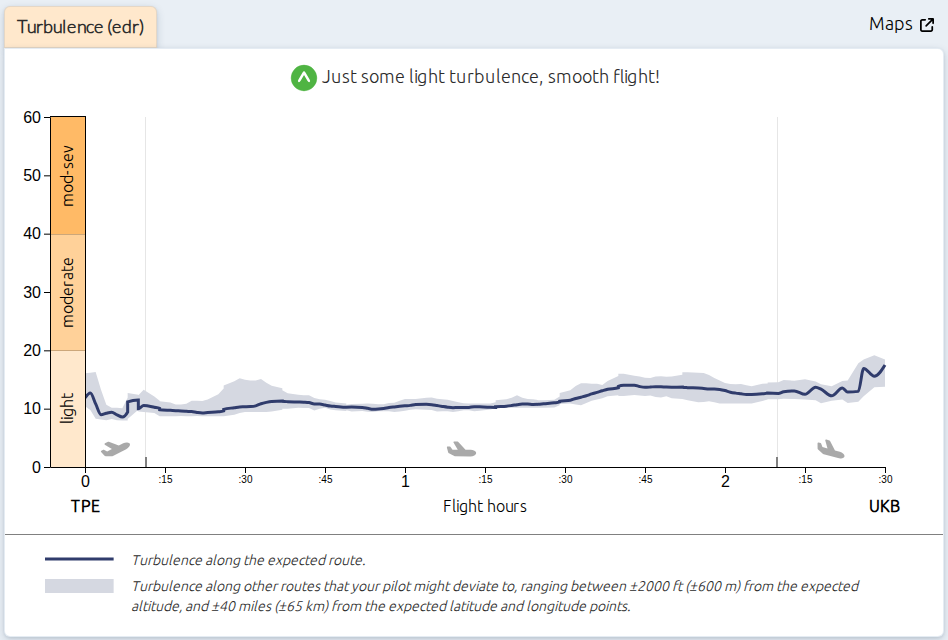 Turbulence (edr)
Maps
Just some light turbulence, smooth flight!
60
50
40
30
20
10
0
mod-sev
moderate
light
0
:15
:30
:45
1
:15
:30
:45
2
:15
:30
TPE
Flight hours
UKB
Turbulence along the expected route.
Turbulence along other routes that your pilot might deviate to, ranging between ±2000 ft (±600 m) from the expected
altitude, and ±40 miles (±65 km) from the expected latitude and longitude points.